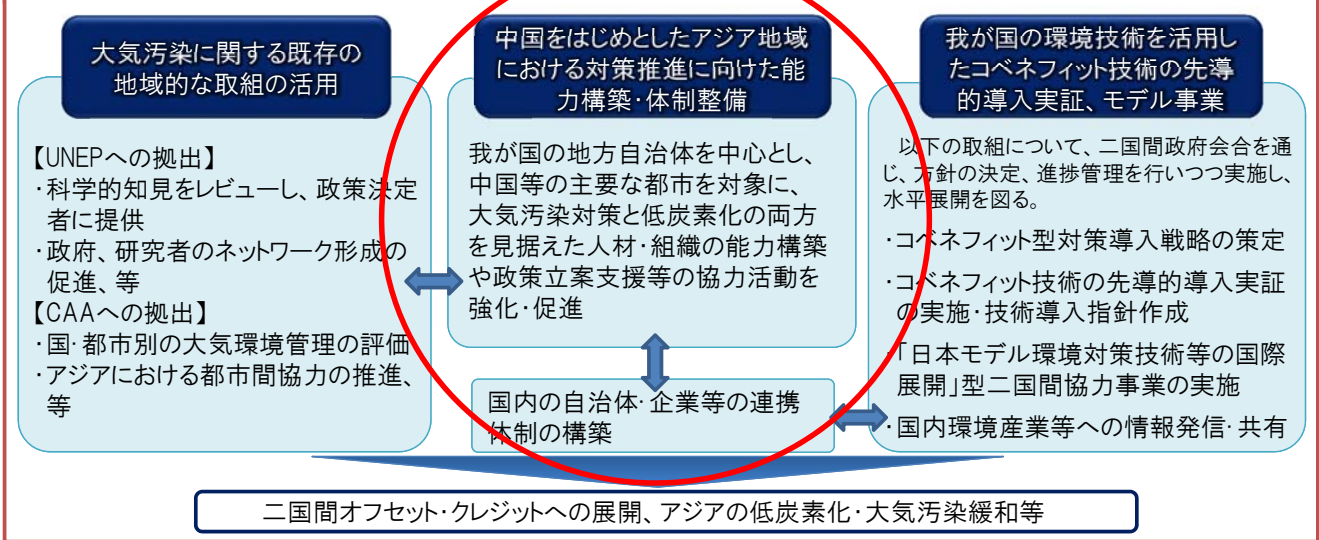 大気汚染に関する既存の
地域的な取組の活用
【UNEPへの拠出】
・科学的知見をレビューし、政策決定
者に提供
・政府、研究者のネットワーク形成の
促進、等
【CAAへの拠出】
・国・都市別の大気環境管理の評価
・アジアにおける都市間協力の推進、
等
中国をはじめとしたアジア地域
における対策推進に向けた能
力構築・体制整備
我が国の地方自治体を中心とし、
中国等の主要な都市を対象に、
大気汚染対策と低炭素化の両方
を見据えた人材・組織の能力構築
や政策立案支援等の協力活動を
強化・促進
国内の自治体・企業等の連携
体制の構築
我が国の環境技術を活用し
たコベネフィット技術の先導
的導入実証、モデル事業
以下の取組について、二国間政府会合を通
じ、方針の決定、進捗管理を行いつつ実施し、
水平展開を図る。
・コベネフィット型対策導入戦略の策定
・コベネフィット技術の先導的導入実証
の実施・技術導入指針作成
・「日本モデル環境対策技術等の国際
展開」型二国間協力事業の実施
・国内環境産業等への情報発信・共有
二国間オフセット・クレジットへの展開、アジアの低炭素化・大気汚染緩和等